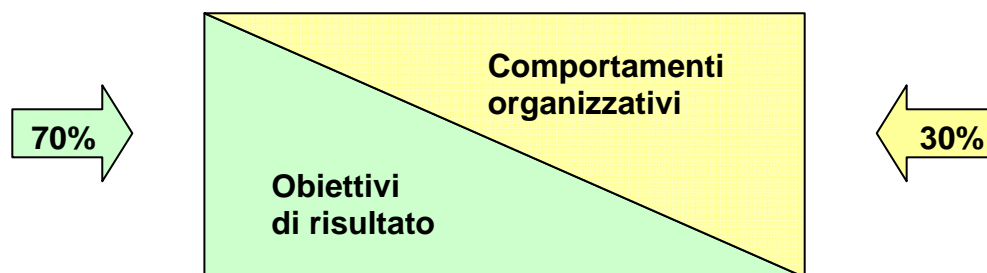 Comportamenti
organizzativi
70%
30%
Obiettivi
di risultato